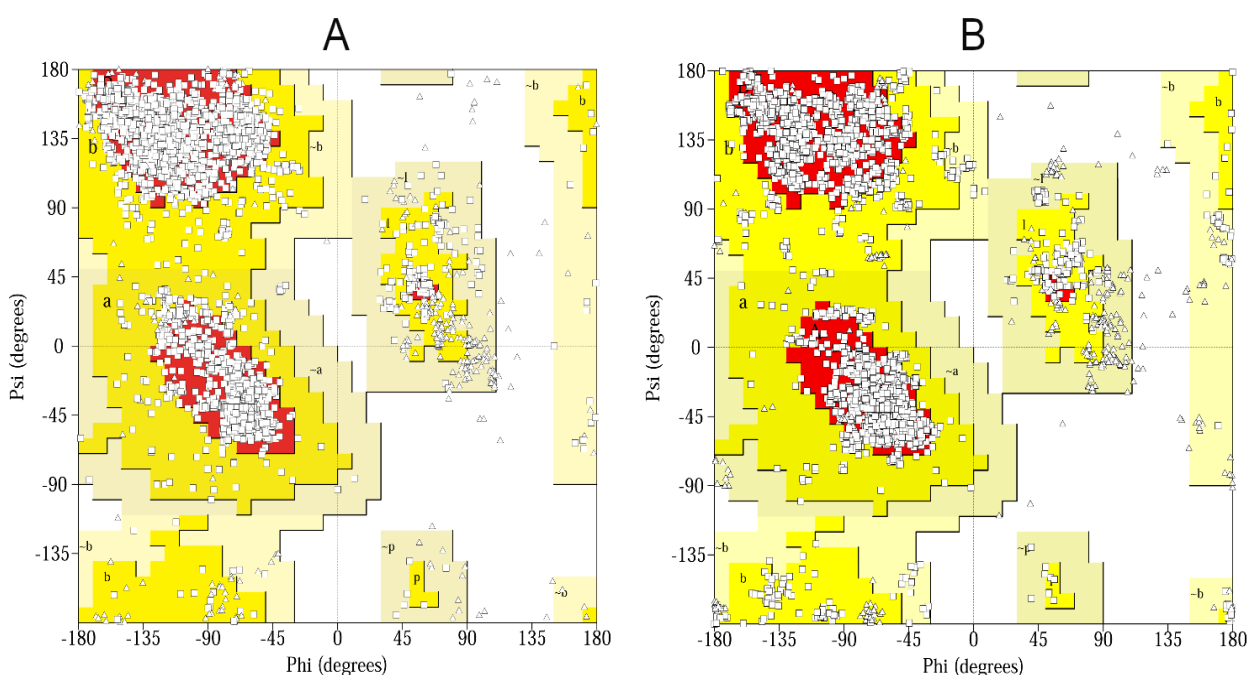 A
B
180
135
90
45
0
-45
-90
-135
Psi (degrees)
b
~b
~b
b
~l
l
a
~a
~b
b
~p
p
~b
-180
-135
-90
-45
0
45
90
135
180
Phi (degrees)
180
135
90
45
0
-45
-90
-135
Psi (degrees)
b
~b
~b
b
l
a
~a
~b
b
~p
~b
-180
-135
-90
-45
0
45
90
135
180
Phi (degrees)